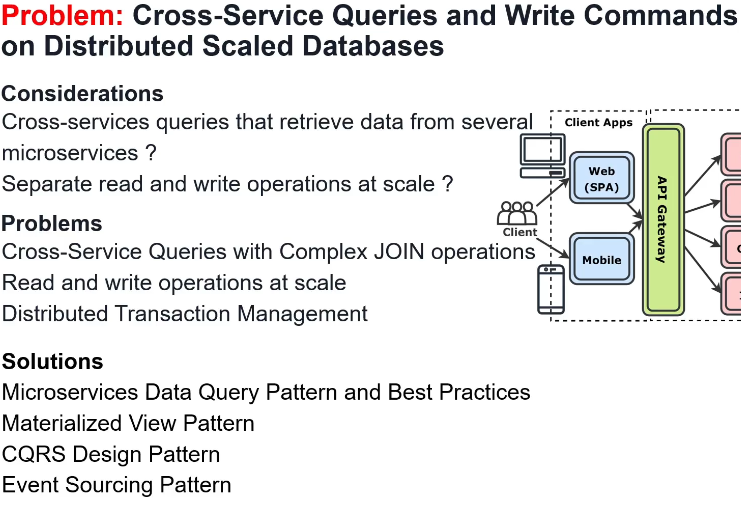 Problem: Cross-Service Queries and Write Commands
on Distributed Scaled Databases
Considerations
Cross-services queries that retrieve data from several
microservices ?
Separate read and write operations at scale ?
Problems
Cross-Service Queries with Complex JOIN operations
Read and write operations at scale
Distributed Transaction Management
Solutions
Microservices Data Query Pattern and Best Practices
Materialized View Pattern
CQRS Design Pattern
Event Sourcing Pattern
Client Apps
Client
Web
(SPA)
Mobile
API Gateway